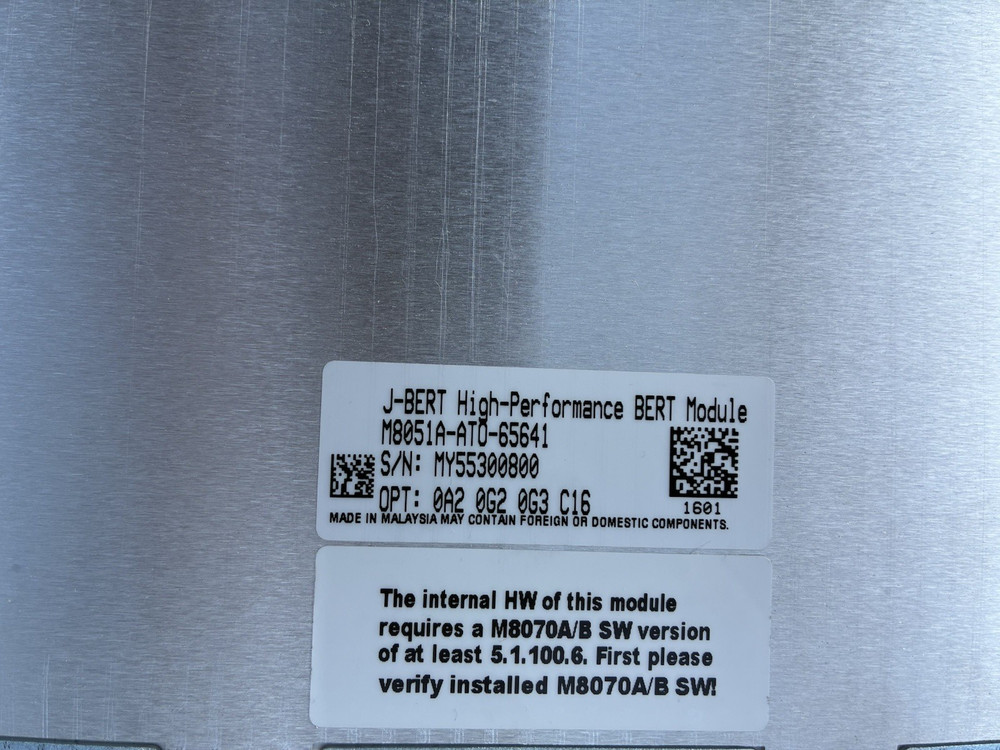 J-BERT High-Performance BERT Module
M8051A-ATO-65641
S/N: MY55300800
OPT: 0A2 0G2 0G3 C16
1601
MADE IN MALAYSIA MAY CONTAIN FOREIGN OR DOMESTIC COMPONENTS.
The internal HW of this module
requires a M8070A/B SW version
of at least 5.1.100.6. First please
verify installed M8070A/B SW!